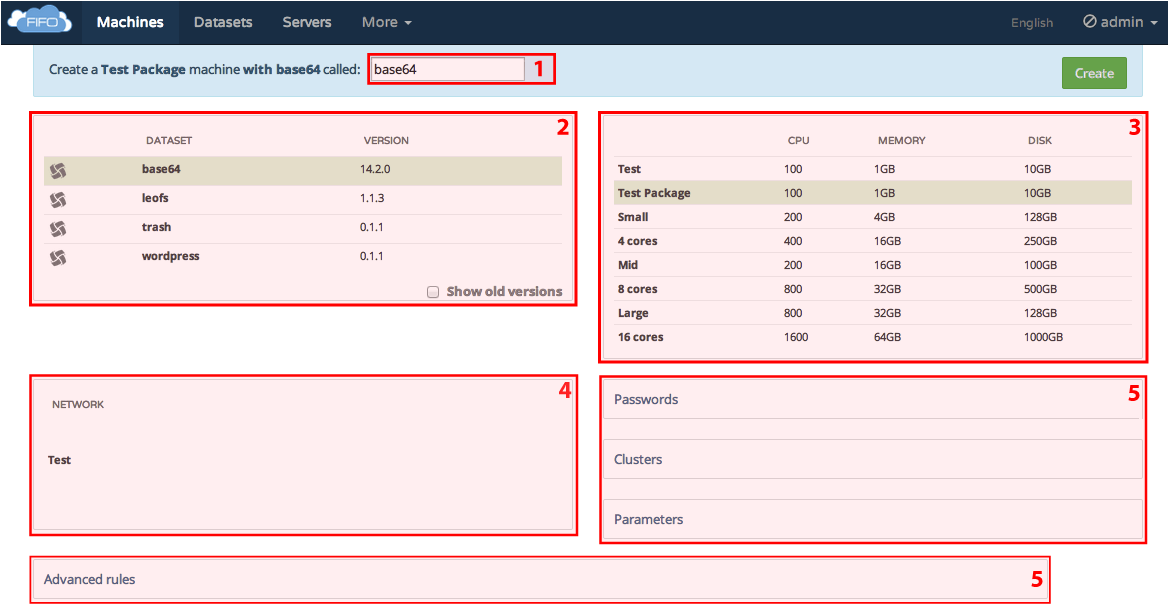 FIFO Machines Datasets Servers More English admin
Create a Test Package machine with base64 called: base64 1 Create
2
DATASET VERSION
base64 14.2.0
leofs 1.1.3
trash 0.1.1
wordpress 0.1.1
Show old versions
3
CPU MEMORY DISK
Test 100 1GB 10GB
Test Package 100 1GB 10GB
Small 200 4GB 128GB
4 cores 400 16GB 250GB
Mid 200 16GB 100GB
8 cores 800 32GB 500GB
Large 800 32GB 128GB
16 cores 1600 64GB 1000GB
4
NETWORK
Test
5
Passwords
Clusters
Parameters
Advanced rules 5